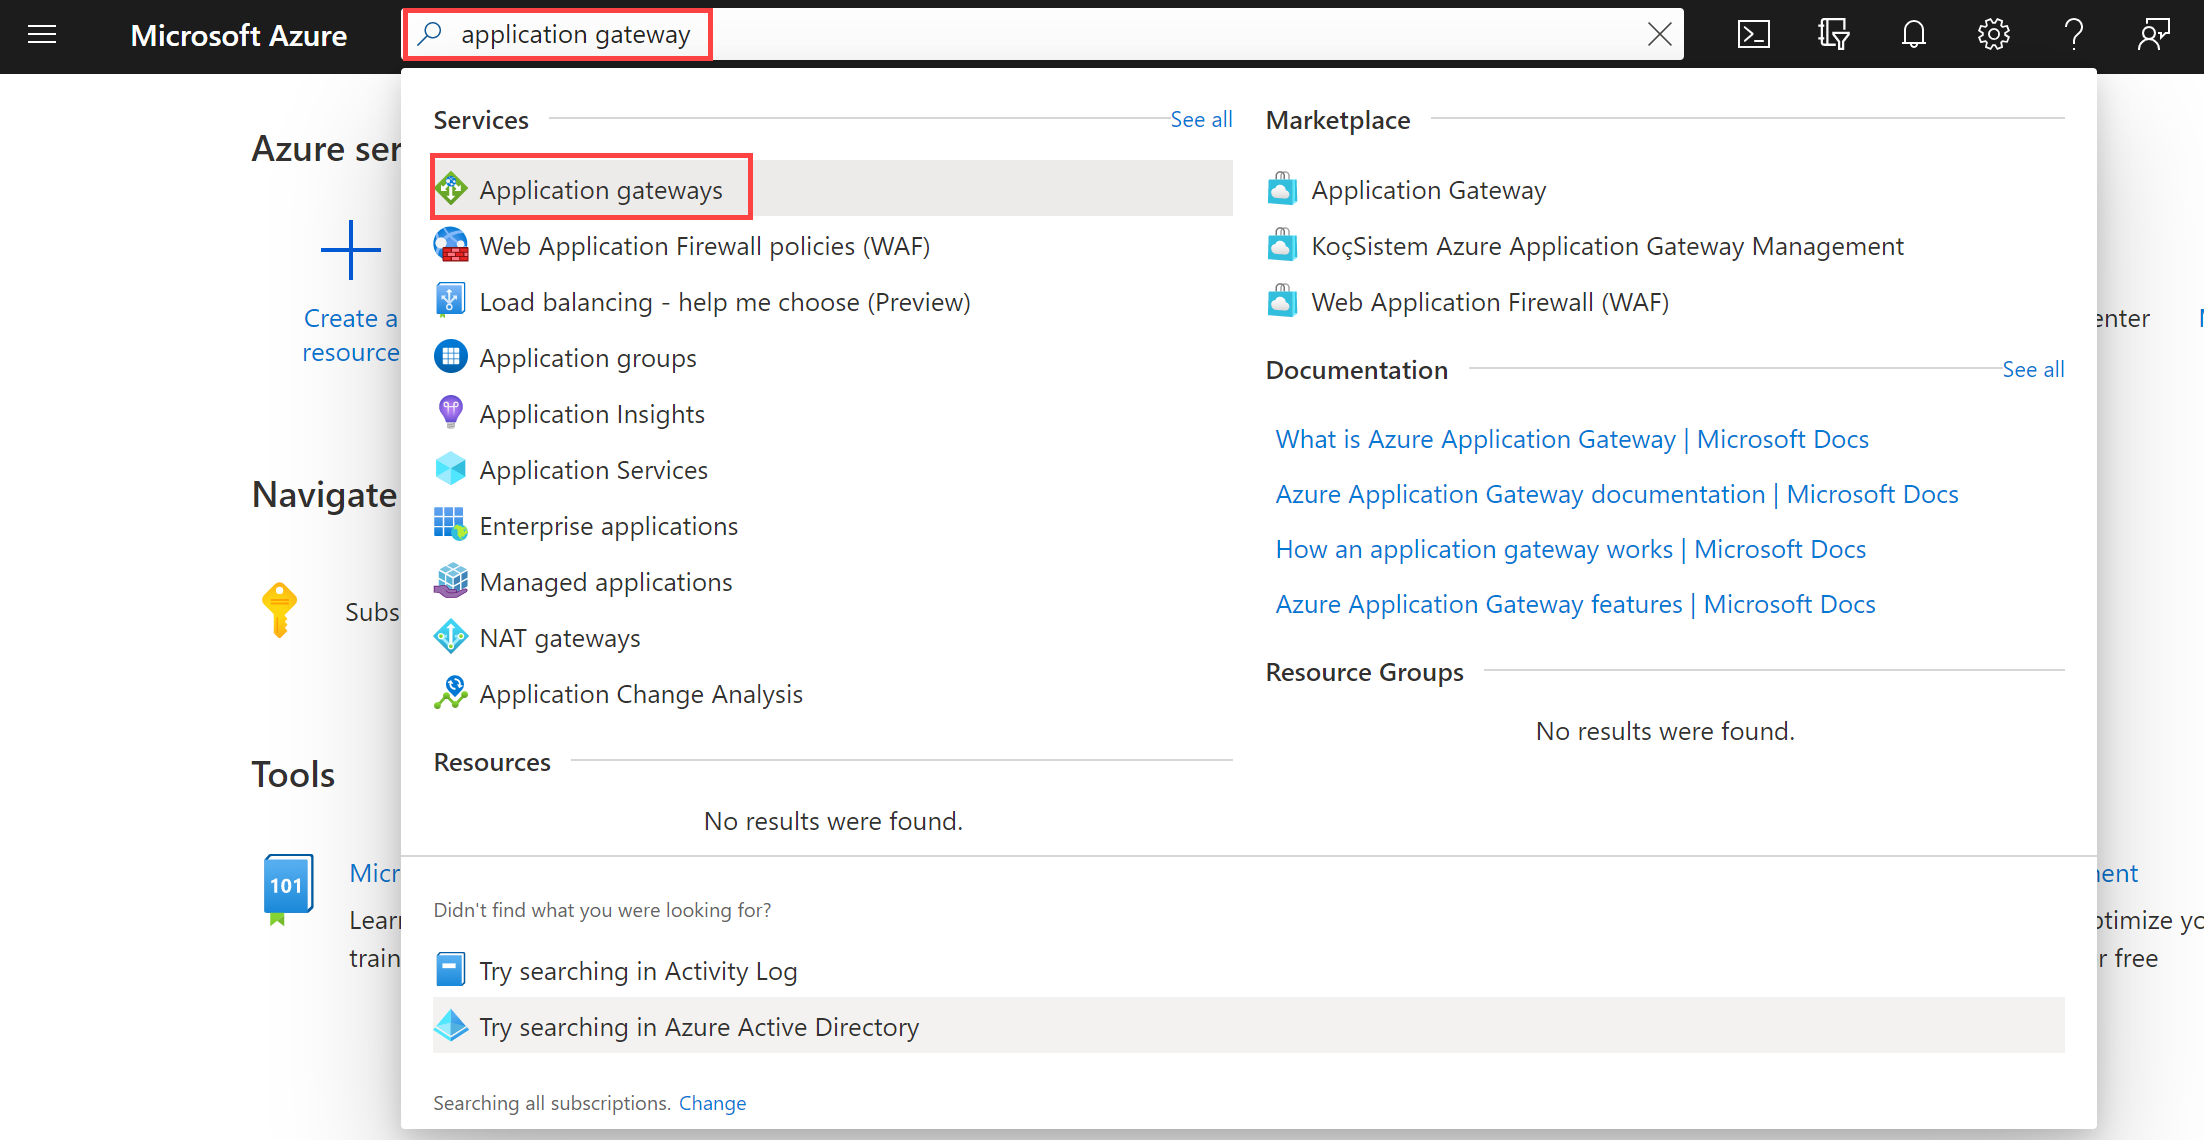 Microsoft Azure
application gateway
Azure ser
Create a
resource
Navigate
Subs
Tools
101
Micr
Learn
train
Services
See all
Application gateways
Web Application Firewall policies (WAF)
Load balancing - help me choose (Preview)
Application groups
Application Insights
Application Services
Enterprise applications
Managed applications
NAT gateways
Application Change Analysis
Resources
No results were found.
Marketplace
Application Gateway
KoçSistem Azure Application Gateway Management
Web Application Firewall (WAF)
Documentation
See all
What is Azure Application Gateway | Microsoft Docs
Azure Application Gateway documentation | Microsoft Docs
How an application gateway works | Microsoft Docs
Azure Application Gateway features | Microsoft Docs
Resource Groups
No results were found.
Didn't find what you were looking for?
Try searching in Activity Log
Try searching in Azure Active Directory
Searching all subscriptions. Change
enter
ent
optimize yo
r free